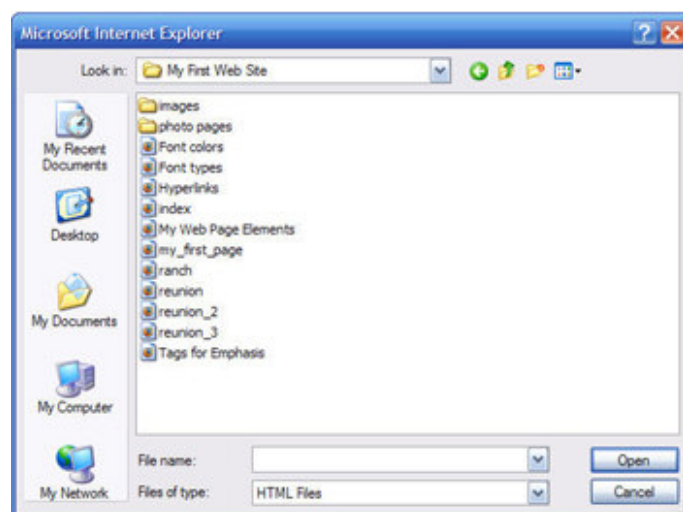 Microsoft Internet Explorer
Look in: My First Web Site
My Recent
Documents
Desktop
My Documents
My Computer
My Network
images
photo pages
Font colors
Font types
Hyperlinks
index
My Web Page Elements
my_first_page
ranch
reunion
reunion_2
reunion_3
Tags for Emphasis
File name:
Open
Files of type: HTML Files
Cancel